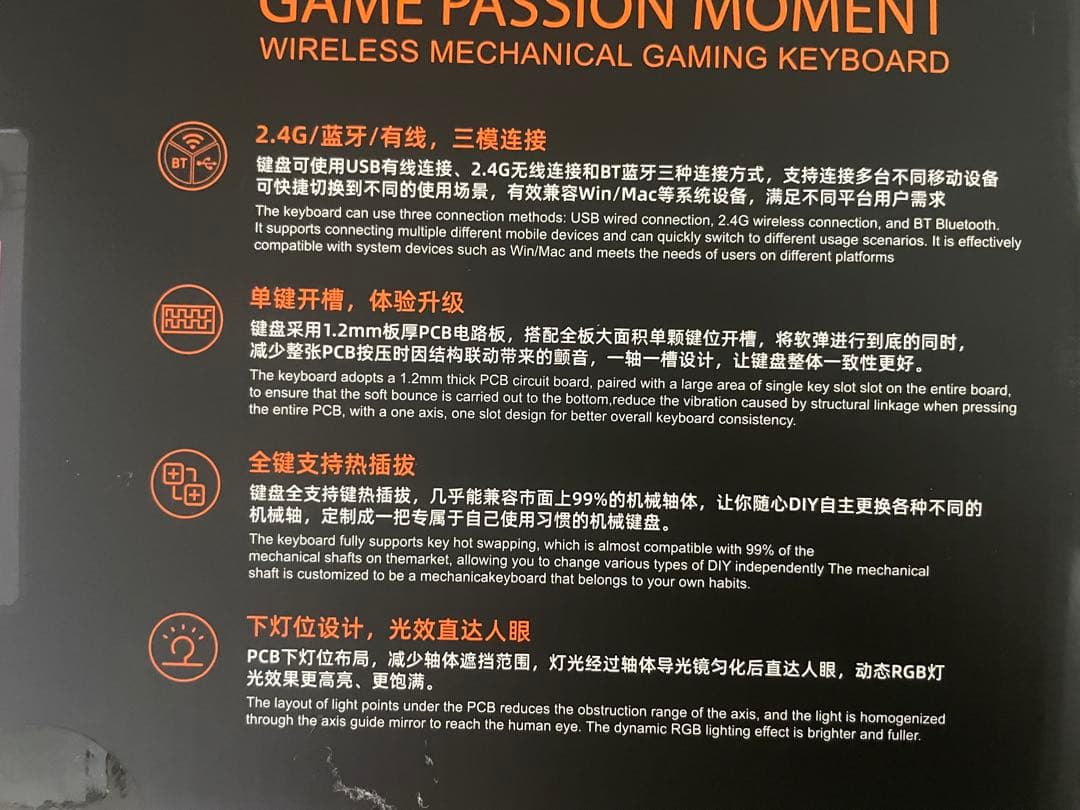 GAME PASSION MOMENT
WIRELESS MECHANICAL GAMING KEYBOARD
BT
2.4G/蓝牙/有线，三模连接
键盘可使用USB有线连接、2.4G无线连接和BT蓝牙三种连接方式，支持连接多台不同移动设备
可快捷切换到不同的使用场景，有效兼容Win/Mac等系统设备，满足不同平台用户需求
The keyboard can use three connection methods: USB wired connection, 2.4G wireless connection, and BT Bluetooth.
It supports connecting multiple different mobile devices and can quickly switch to different usage scenarios. It is effectively
compatible with system devices such as Win/Mac and meets the needs of users on different platforms
单键开槽，体验升级
键盘采用1.2mm板厚PCB电路板，搭配全板大面积单颗键位开槽，将软弹进行到底的同时，
减少整张PCB按压时因结构联动带来的颤音，一轴一槽设计，让键盘整体一致性更好。
The keyboard adopts a 1.2mm thick PCB circuit board, paired with a large area of single key slot slot on the entire board,
to ensure that the soft bounce is carried out to the bottom,reduce the vibration caused by structural linkage when pressing
the entire PCB, with a one axis, one slot design for better overall keyboard consistency.
全键支持热插拔
键盘全支持键热插拔，几乎能兼容市面上99%的机械轴体，让你随心DIY自主更换各种不同的
机械轴，定制成一把专属于自己使用习惯的机械键盘。
The keyboard fully supports key hot swapping, which is almost compatible with 99% of the
mechanical shafts on themarket, allowing you to change various types of DIY independently The mechanical
shaft is customized to be a mechanicakeyboard that belongs to your own habits.
下灯位设计，光效直达人眼
PCB下灯位布局，减少轴体遮挡范围，灯光经过轴体导光镜匀化后直达人眼，动态RGB灯
光效果更高亮、更饱满。
The layout of light points under the PCB reduces the obstruction range of the axis, and the light is homogenized
through the axis guide mirror to reach the human eye. The dynamic RGB lighting effect is brighter and fuller.